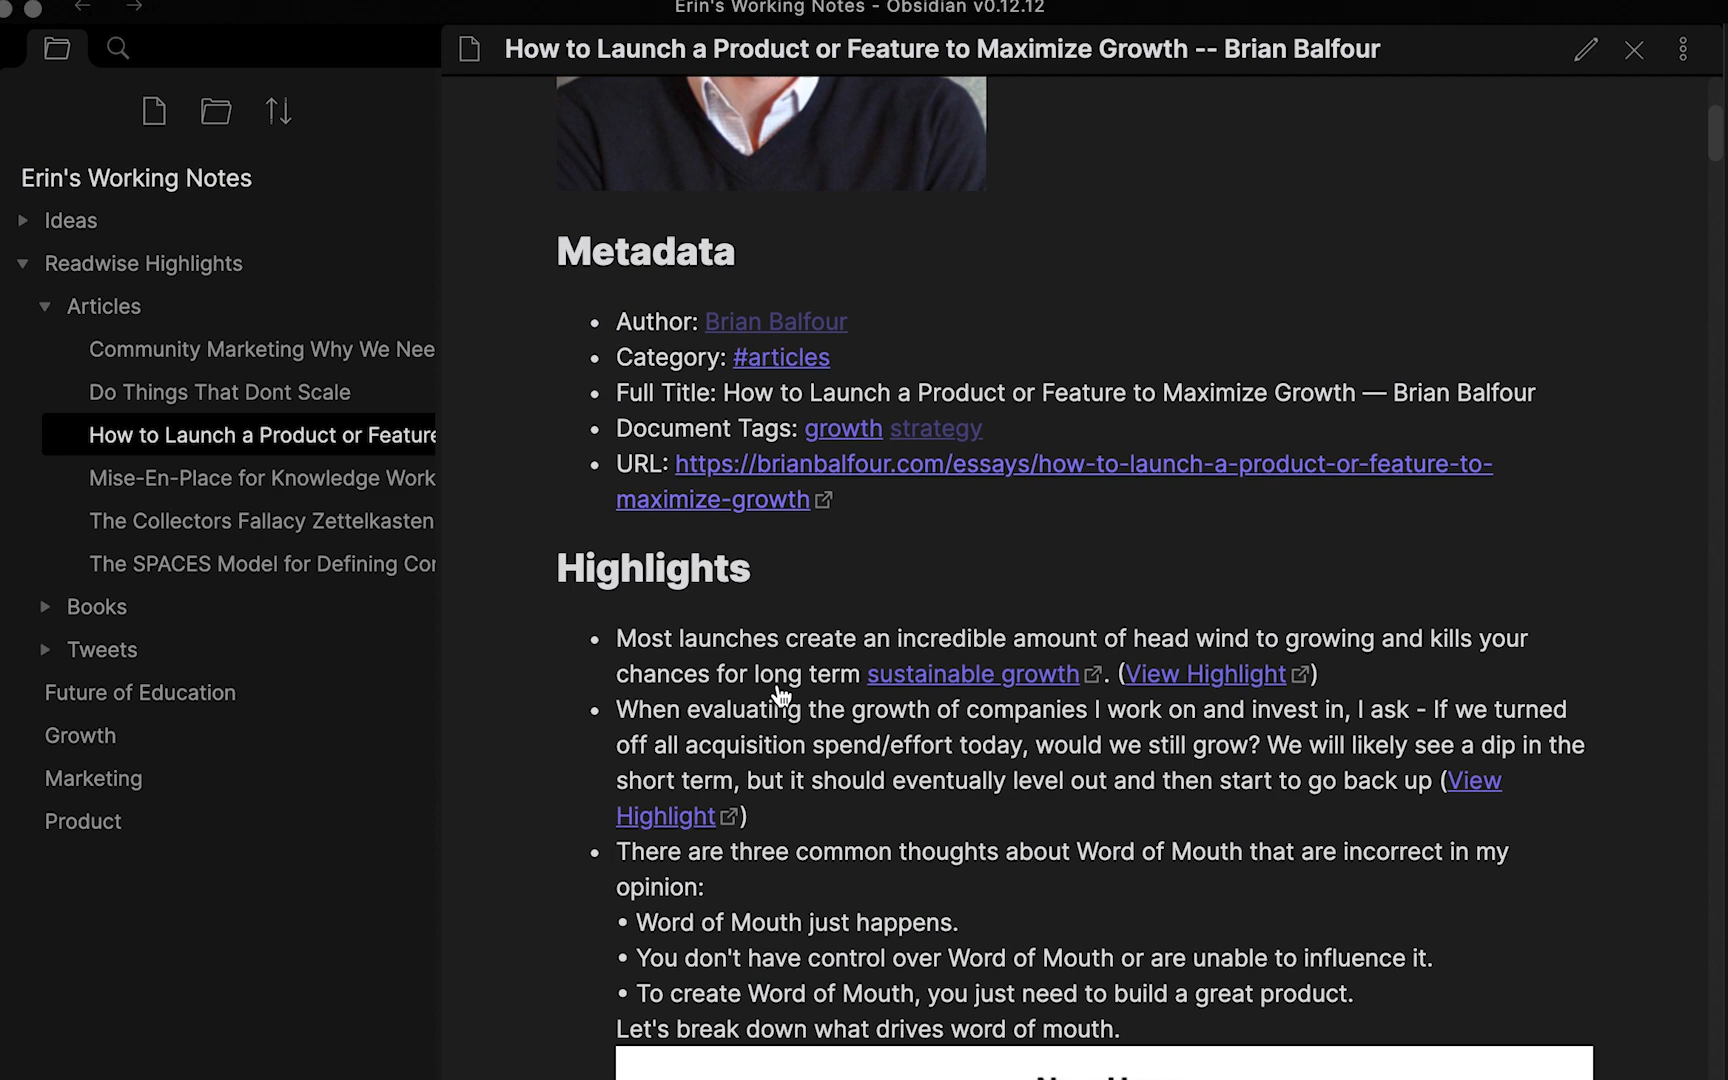 Erin's Working Notes - Obsidian v0.12.12
How to Launch a Product or Feature to Maximize Growth -- Brian Balfour
Erin's Working Notes
Ideas
Readwise Highlights
Articles
Community Marketing Why We Nee
Do Things That Dont Scale
How to Launch a Product or Feature
Mise-En-Place for Knowledge Work
The Collectors Fallacy Zettelkasten
The SPACES Model for Defining Cor
Books
Tweets
Future of Education
Growth
Marketing
Product
Metadata
• Author: Brian Balfour
• Category: #articles
• Full Title: How to Launch a Product or Feature to Maximize Growth — Brian Balfour
• Document Tags: growth strategy
• URL: https://brianbalfour.com/essays/how-to-launch-a-product-or-feature-to-
maximize-growth
Highlights
• Most launches create an incredible amount of head wind to growing and kills your
chances for long term sustainable growth. (View Highlight)
• When evaluating the growth of companies I work on and invest in, I ask - If we turned
off all acquisition spend/effort today, would we still grow? We will likely see a dip in the
short term, but it should eventually level out and then start to go back up (View
Highlight)
• There are three common thoughts about Word of Mouth that are incorrect in my
opinion:
• Word of Mouth just happens.
• You don't have control over Word of Mouth or are unable to influence it.
• To create Word of Mouth, you just need to build a great product.
Let's break down what drives word of mouth.